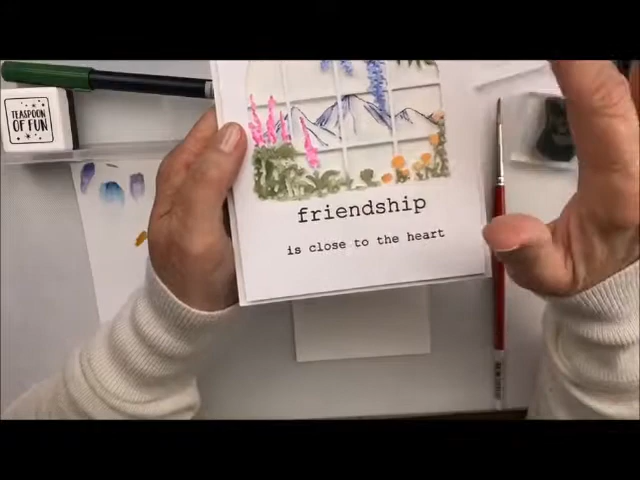 TEASPOON
OF FUN
friendship
is close to the heart